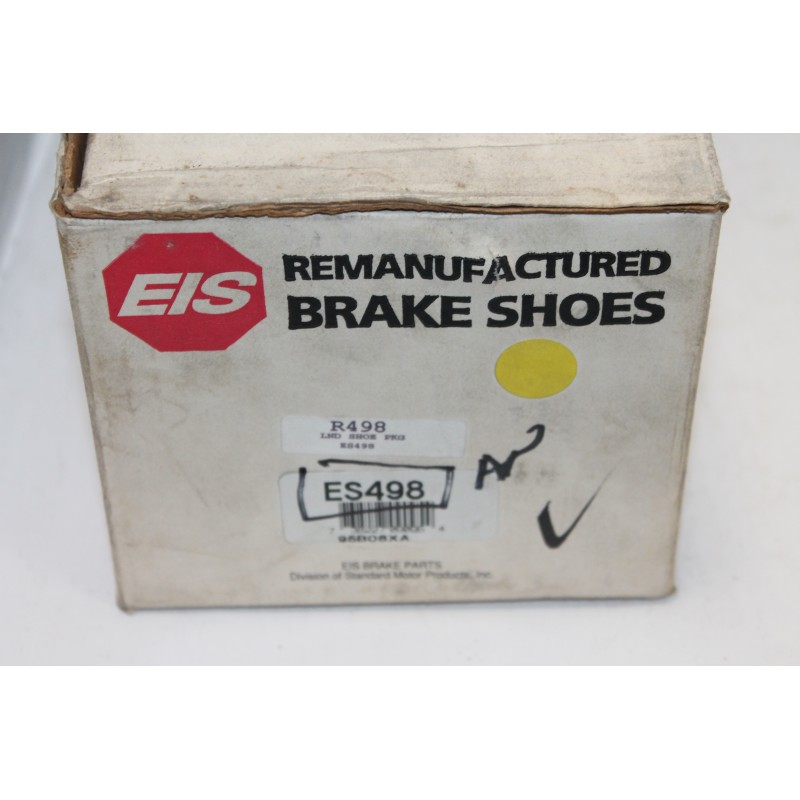 EIS
REMANUFACTURED
BRAKE SHOES
R498
LND SHOE PKG
ES498
ES498
95B05XA
EIS BRAKE PARTS
Division of Standard Motor Products, Inc.